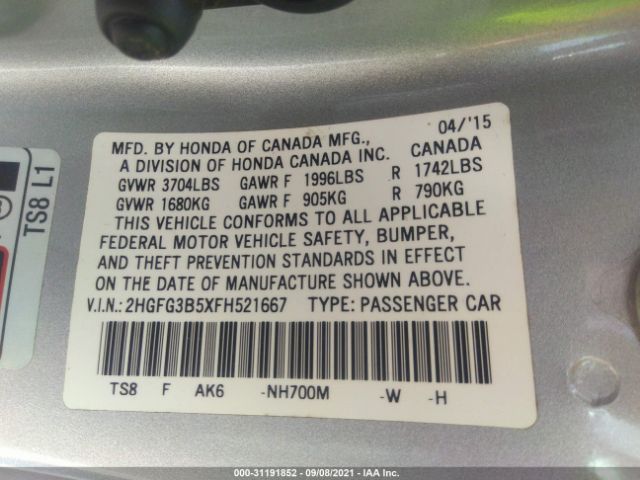 MFD. BY HONDA OF CANADA MFG., 04/'15
A DIVISION OF HONDA CANADA INC. CANADA
GVWR 3704LBS GAWR F 1996LBS R 1742LBS
GVWR 1680KG GAWR F 905KG R 790KG
THIS VEHICLE CONFORMS TO ALL APPLICABLE
FEDERAL MOTOR VEHICLE SAFETY, BUMPER,
AND THEFT PREVENTION STANDARDS IN EFFECT
ON THE DATE OF MANUFACTURE SHOWN ABOVE.
V.I.N.: 2HGFG3B5XFH521667 TYPE: PASSENGER CAR
TS8 F AK6 -NH700M -W -H
TS8 L1
000-31191852 - 09/08/2021 - IAA Inc.